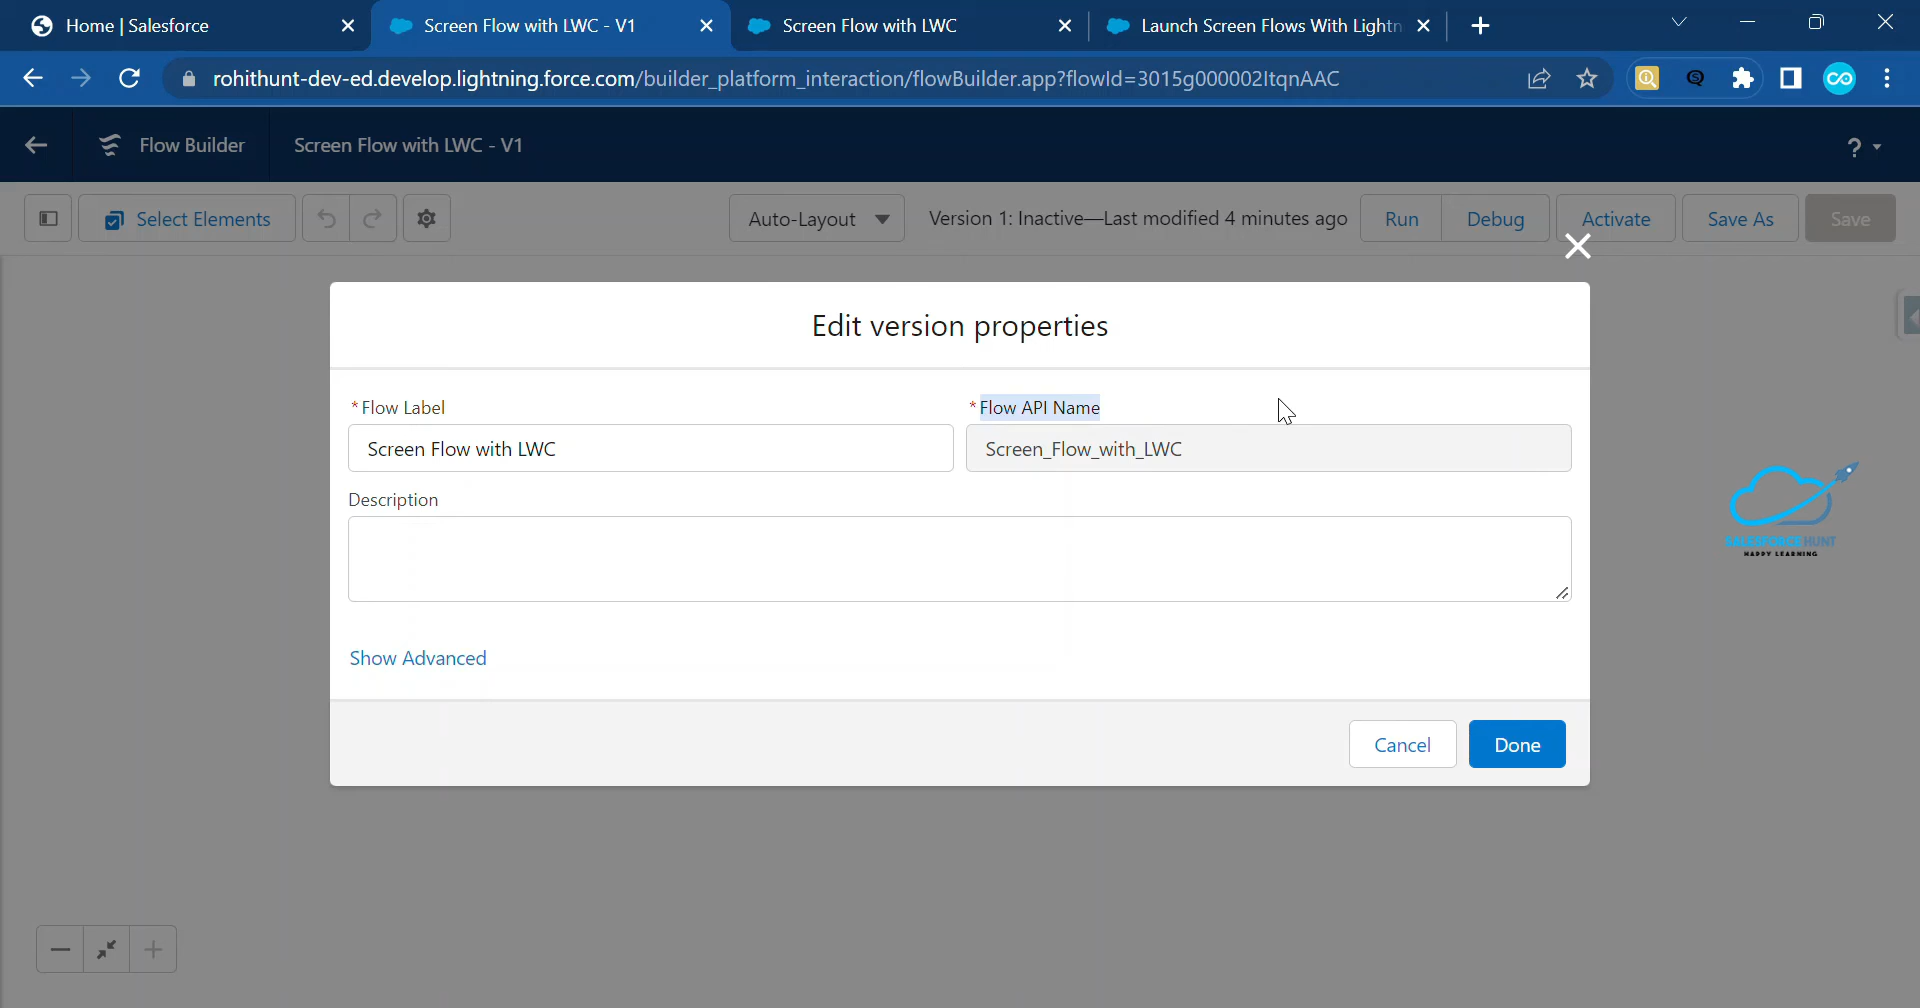 Home | Salesforce
Screen Flow with LWC - V1
Screen Flow with LWC
Launch Screen Flows With Lightn
rohithunt-dev-ed.develop.lightning.force.com/builder_platform_interaction/flowBuilder.app?flowId=3015g000002ItqnAAC
Flow Builder
Screen Flow with LWC - V1
?
Select Elements
Auto-Layout
Version 1: Inactive—Last modified 4 minutes ago
Run
Debug
Activate
Save As
Save
Edit version properties
* Flow Label
* Flow API Name
Screen Flow with LWC
Screen_Flow_with_LWC
Description
SALESFORCE HUNT
HAPPY LEARNING
Show Advanced
Cancel
Done